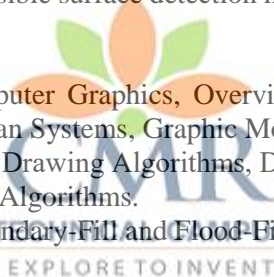 sible surface detection
puter Graphics, Overvi
an Systems, Graphic Mo
Drawing Algorithms, D
Algorithms.
CMR
ndary-Fill and Flood-Fi
EXPLORE TO INVENT